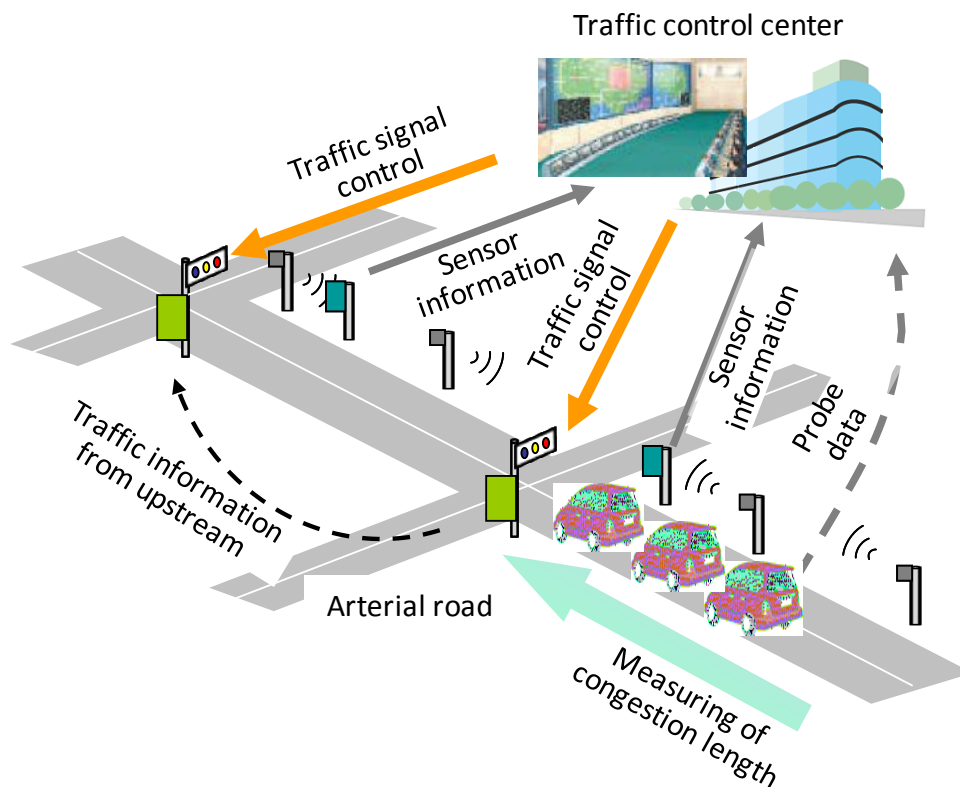 Traffic control center
Traffic signal
control
Sensor
information
Traffic signal
control
Sensor
information
Probe
data
Traffic information
from upstream
Arterial road
Measuring of
congestion length